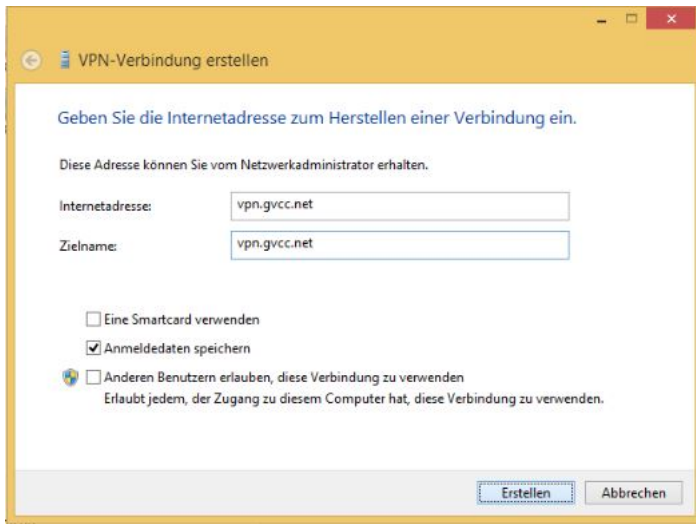 VPN-Verbindung erstellen
Geben Sie die Internetadresse zum Herstellen einer Verbindung ein.
Diese Adresse können Sie vom Netzwerkadministrator erhalten.
Internetadresse: vpn.gvcc.net
Zielname: vpn.gvcc.net
Eine Smartcard verwenden
Anmeldedaten speichern
Anderen Benutzern erlauben, diese Verbindung zu verwenden
Erlaubt jedem, der Zugang zu diesem Computer hat, diese Verbindung zu verwenden.
Erstellen Abbrechen